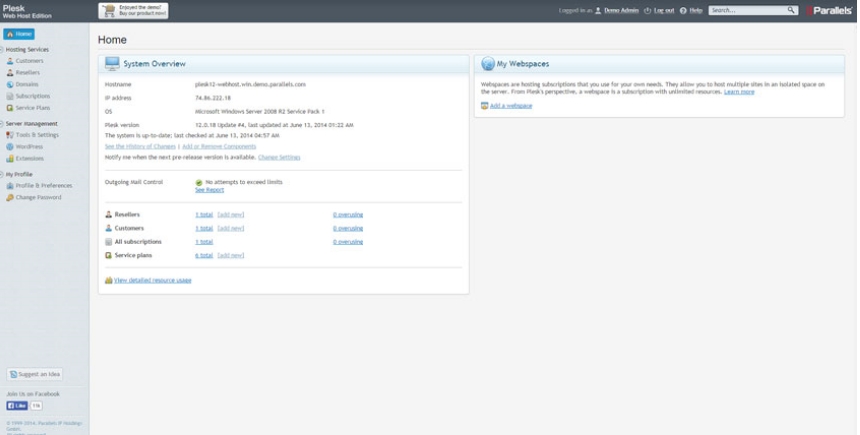 Plesk
Web Host Edition
Enjoyed the demo?
Buy our product now!
Logged in as Demo Admin Log out Help Search... Parallels
Home
Hosting Services
Customers
Resellers
Domains
Subscriptions
Service Plans
Server Management
Tools & Settings
WordPress
Extensions
My Profile
Profile & Preferences
Change Password
Suggest an Idea
Join Us on Facebook
Like 11k
© 1999-2014. Parallels IP Holdings
GmbH.
All rights reserved.
Home
System Overview
Hostname plesk12-webhost.win.demo.parallels.com
IP address 74.86.222.18
OS Microsoft Windows Server 2008 R2 Service Pack 1
Plesk version 12.0.18 Update #4, last updated at June 13, 2014 01:22 AM
The system is up-to-date; last checked at June 13, 2014 04:57 AM
See the History of Changes | Add or Remove Components
Notify me when the next pre-release version is available. Change Settings
Outgoing Mail Control No attempts to exceed limits
See Report
Resellers 1 total [add new] 0 overusing
Customers 1 total [add new] 0 overusing
All subscriptions 1 total 0 overusing
Service plans 6 total [add new]
View detailed resource usage
My Webspaces
Webspaces are hosting subscriptions that you use for your own needs. They allow you to host multiple sites in an isolated space on
the server. From Plesk's perspective, a webspace is a subscription with unlimited resources. Learn more
Add a webspace